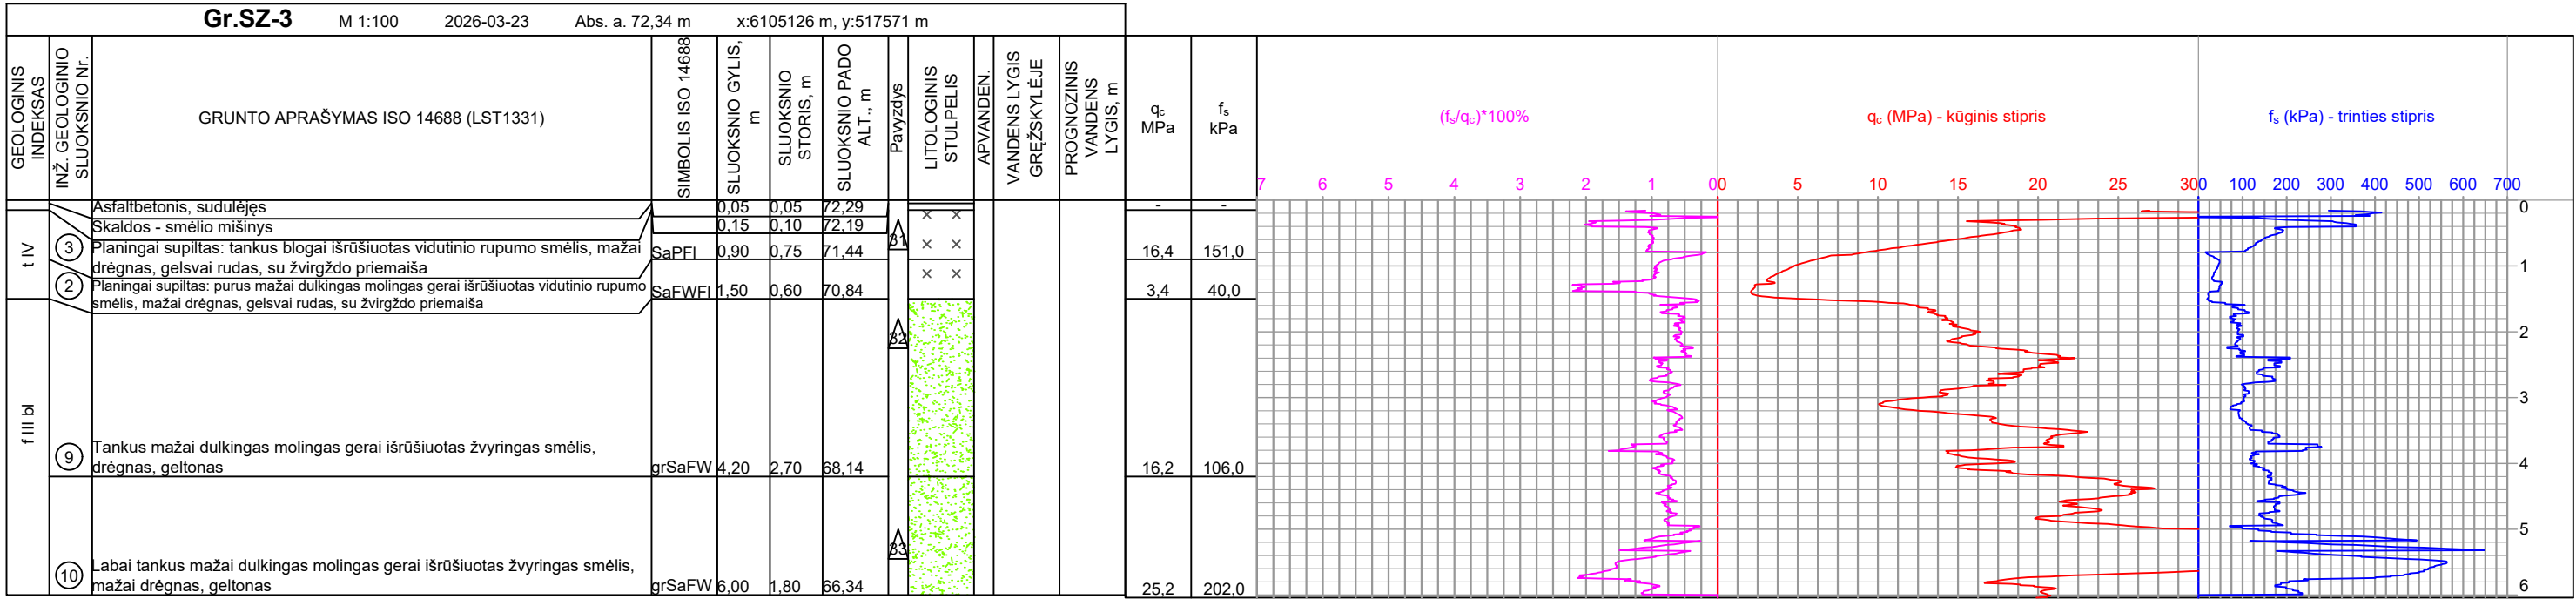 Gr.SZ-3 M 1:100 2026-03-23 Abs. a. 72,34 m x:6105126 m, y:517571 m
GEOLOGINIS
INDEKSAS
INŽ. GEOLOGINIO
SLUOKSNIO Nr.
GRUNTO APRAŠYMAS ISO 14688 (LST1331)
SIMBOLIS ISO 14688
SLUOKSNIO GYLIS,
m
SLUOKSNIO
STORIS, m
SLUOKSNIO PADO
ALT., m
Pavyzdys
LITOLOGINIS
STULPELIS
APVANDEN.
VANDENS LYGIS
GRĘŽSKYLĖJE
PROGNOZINIS
VANDENS
LYGIS, m
qc
MPa
fs
kPa
(fs/qc)*100%
qc (MPa) - kūginis stipris
fs (kPa) - trinties stipris
7 6 5 4 3 2 1 0
0 5 10 15 20 25 30
0 100 200 300 400 500 600 700
t IV
Asfaltbetonis, sudulėjęs 0,05 0,05 72,29 - -
Skaldos - smėlio mišinys 0,15 0,10 72,19
3 Planingai supiltas: tankus blogai išrūšiuotas vidutinio rupumo smėlis, mažai
drėgnas, gelsvai rudas, su žvirgždo priemaiša SaPFI 0,90 0,75 71,44 31 16,4 151,0
2 Planingai supiltas: purus mažai dulkingas molingas gerai išrūšiuotas vidutinio rupumo
smėlis, mažai drėgnas, gelsvai rudas, su žvirgždo priemaiša SaFWFI 1,50 0,60 70,84 3,4 40,0
f III bl
32
9 Tankus mažai dulkingas molingas gerai išrūšiuotas žvyringas smėlis,
drėgnas, geltonas grSaFW 4,20 2,70 68,14 16,2 106,0
33
10 Labai tankus mažai dulkingas molingas gerai išrūšiuotas žvyringas smėlis,
mažai drėgnas, geltonas grSaFW 6,00 1,80 66,34 25,2 202,0
0
1
2
3
4
5
6